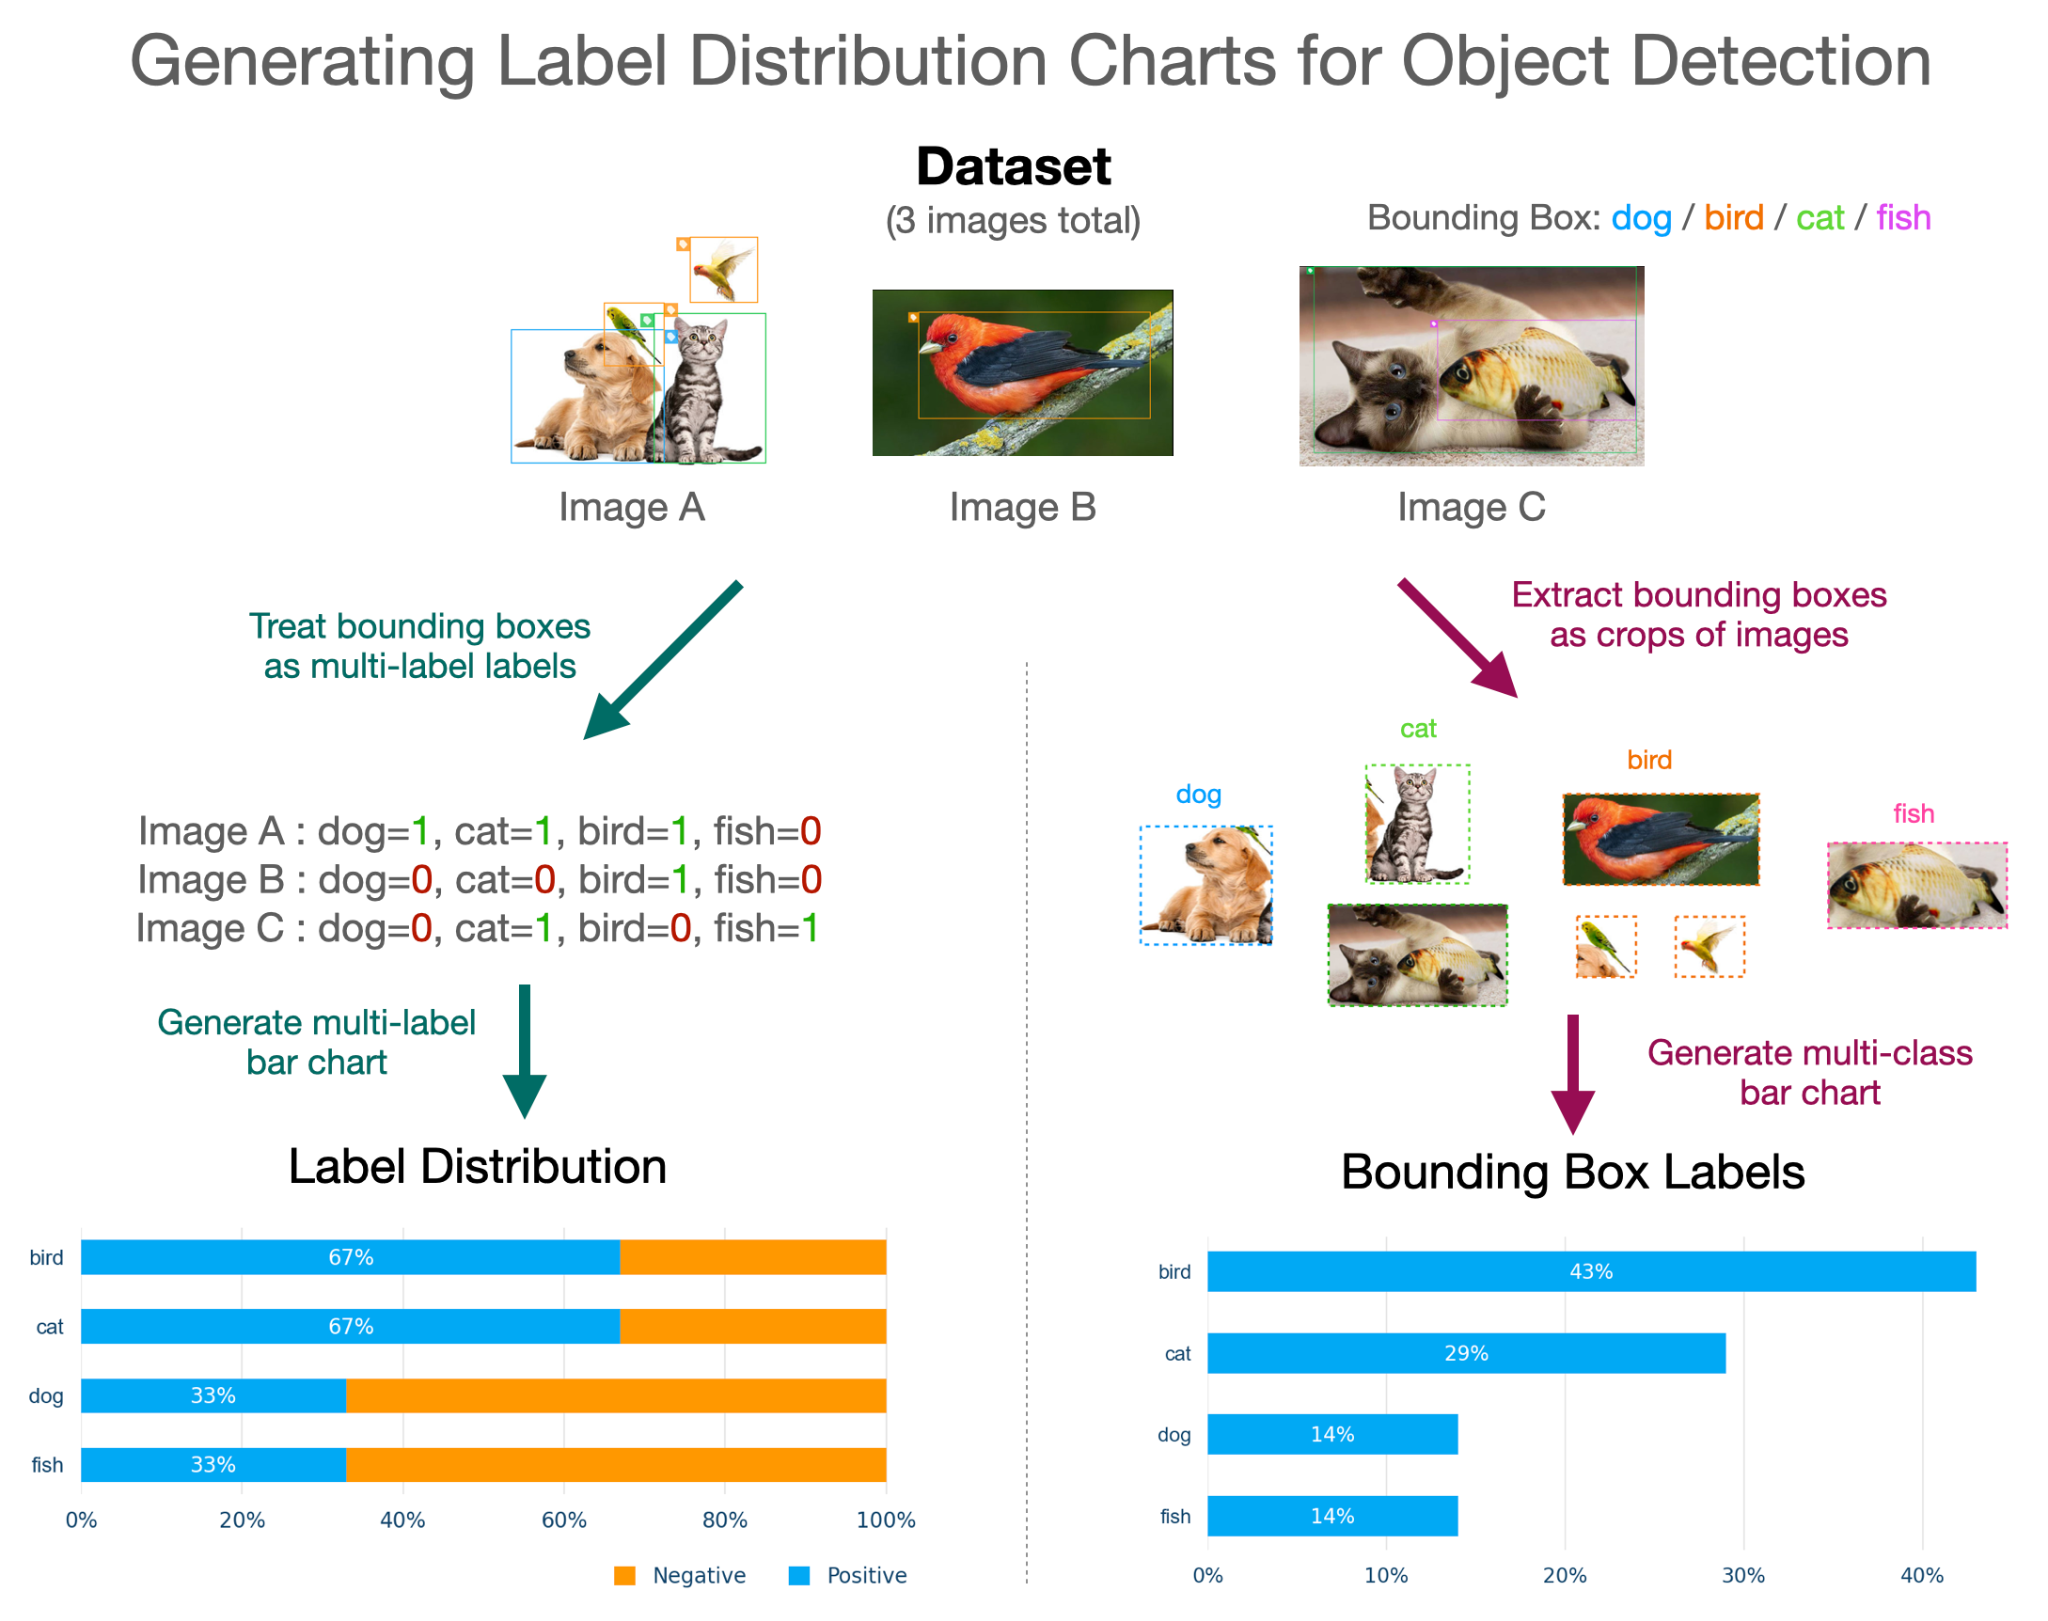 Generating Label Distribution Charts for Object Detection
Dataset
(3 images total)
Bounding Box: dog / bird / cat / fish
Image A
Image B
Image C
Treat bounding boxes
as multi-label labels
Image A : dog=1, cat=1, bird=1, fish=0
Image B : dog=0, cat=0, bird=1, fish=0
Image C : dog=0, cat=1, bird=0, fish=1
Generate multi-label
bar chart
Label Distribution
bird
67%
cat
67%
dog
33%
fish
33%
0% 20% 40% 60% 80% 100%
Negative Positive
Extract bounding boxes
as crops of images
dog
cat
bird
fish
Generate multi-class
bar chart
Bounding Box Labels
bird
43%
cat
29%
dog
14%
fish
14%
0% 10% 20% 30% 40%